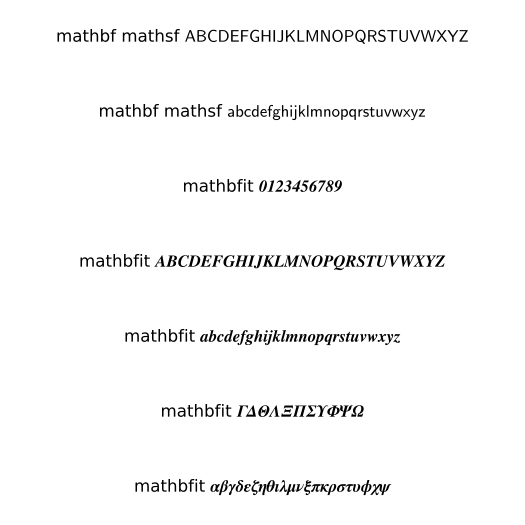 mathbf mathsf ABCDEFGHIJKLMNOPQRSTUVWXYZ
mathbf mathsf abcdefghijklmnopqrstuvwxyz
mathbfit 0123456789
mathbfit ABCDEFGHIJKLMNOPQRSTUVWXYZ
mathbfit abcdefghijklmnopqrstuvwxyz
mathbfit ΓΔΘΛΞΠΣΥΦΨΩ
mathbfit αβγδεζηθιλμνξπκρστυϕχψ